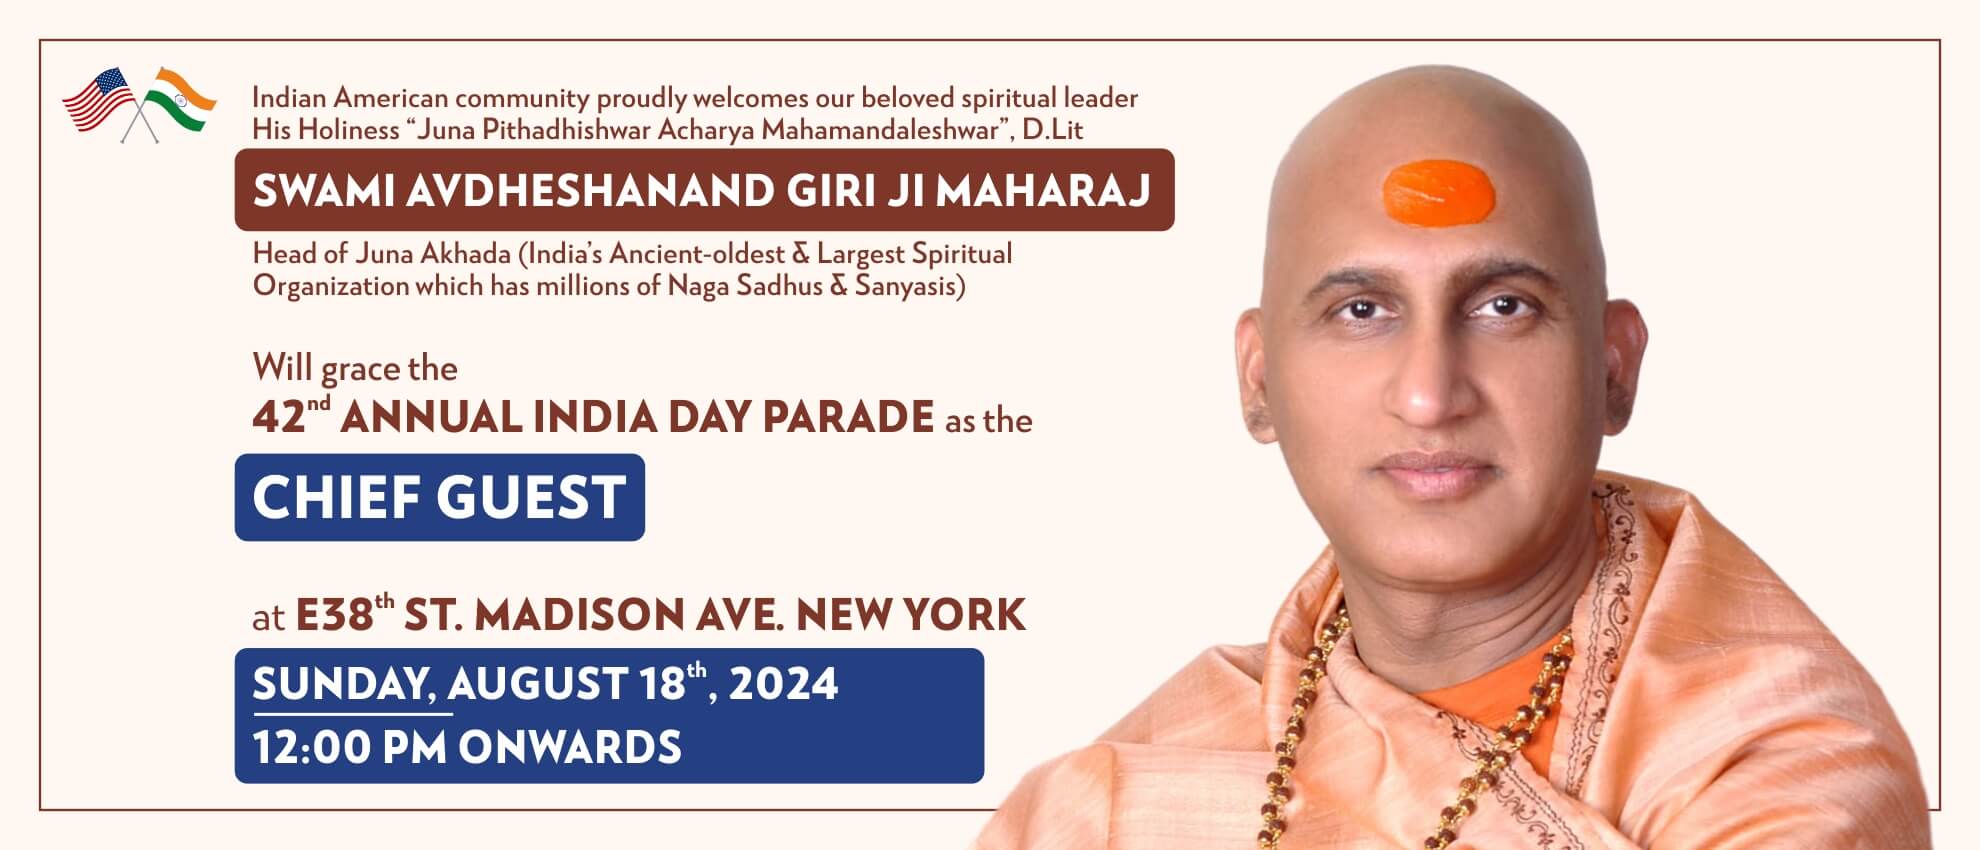 Indian American community proudly welcomes our beloved spiritual leader
His Holiness “Juna Pithadhishwar Acharya Mahamandaleshwar”, D.Lit
SWAMI AVDHESHANAND GIRI JI MAHARAJ
Head of Juna Akhada (India’s Ancient-oldest & Largest Spiritual
Organization which has millions of Naga Sadhus & Sanyasis)
Will grace the
42nd ANNUAL INDIA DAY PARADE as the
CHIEF GUEST
at E38th ST. MADISON AVE. NEW YORK
SUNDAY, AUGUST 18th, 2024
12:00 PM ONWARDS